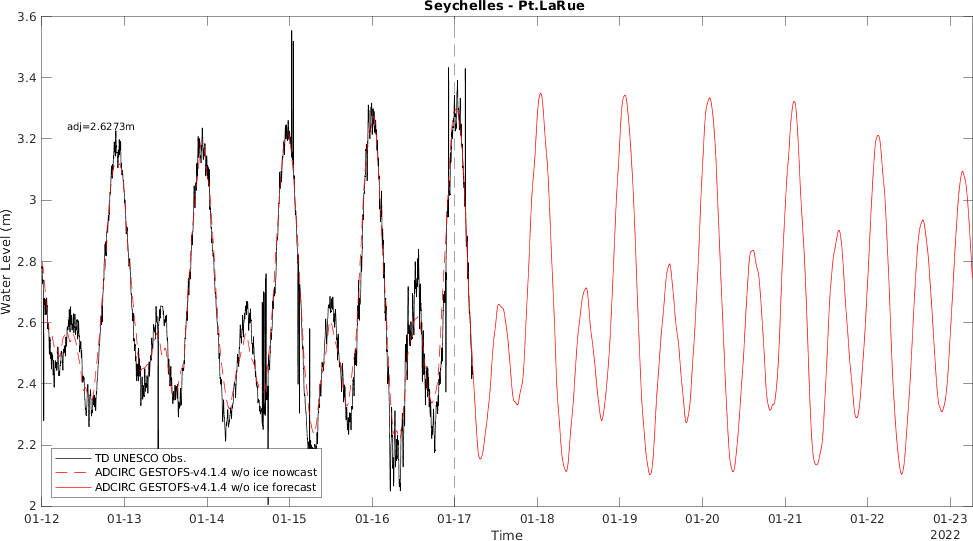 Seychelles - Pt.LaRue
3.6
3.4
3.2
3
2.8
2.6
2.4
2.2
2
Water Level (m)
adj=2.6273m
TD UNESCO Obs.
ADCIRC GESTOFS-v4.1.4 w/o ice nowcast
ADCIRC GESTOFS-v4.1.4 w/o ice forecast
01-12 01-13 01-14 01-15 01-16 01-17 01-18 01-19 01-20 01-21 01-22 01-23
Time 2022